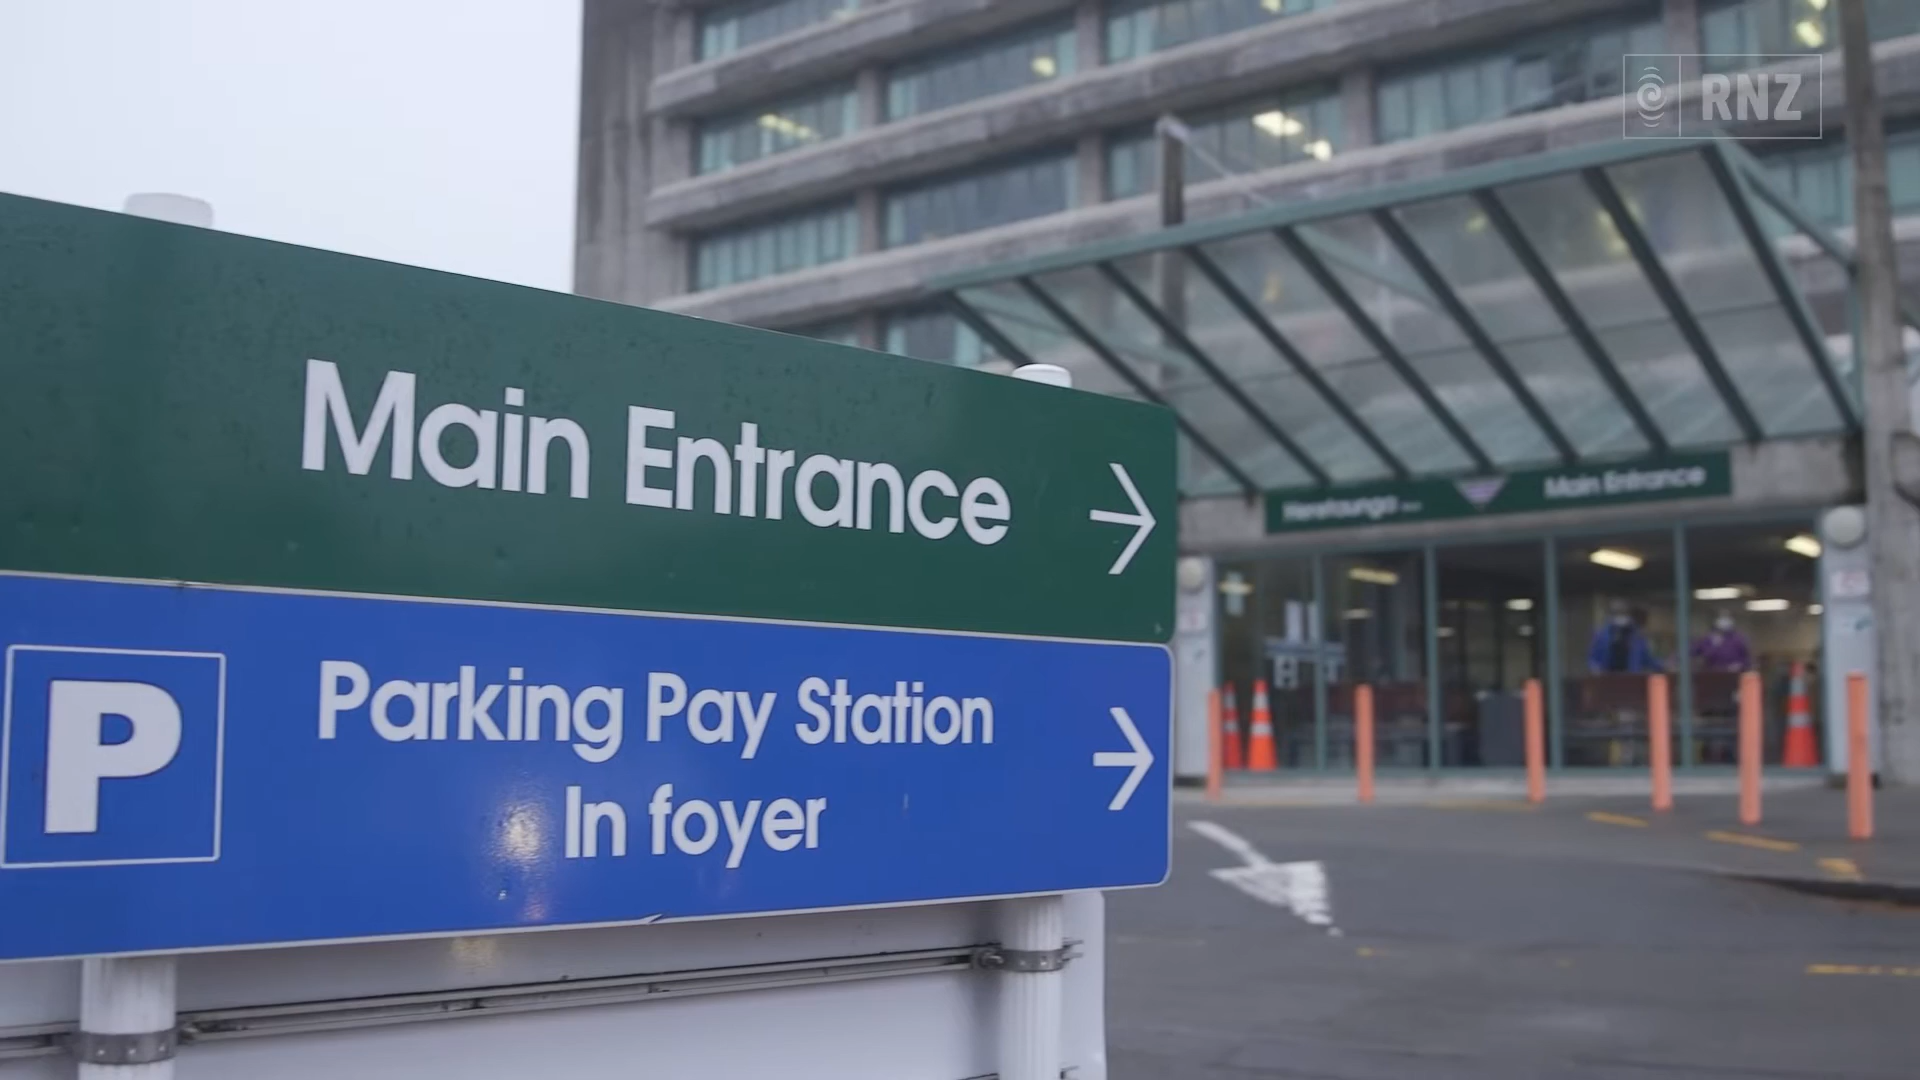 RNZ
Main Entrance
P
Parking Pay Station
In foyer
Main Entrance